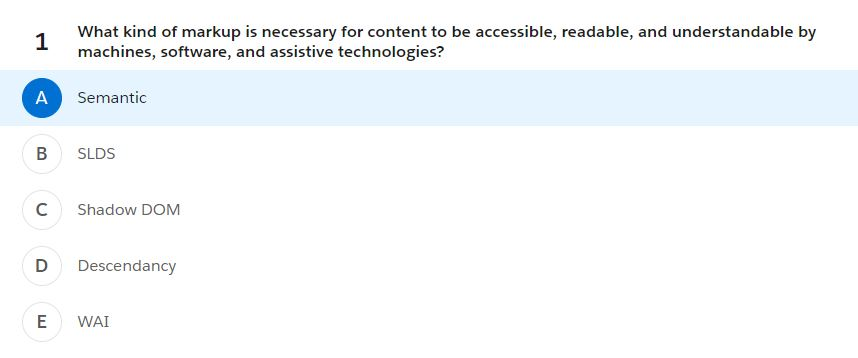 1
What kind of markup is necessary for content to be accessible, readable, and understandable by
machines, software, and assistive technologies?
A Semantic
B SLDS
C Shadow DOM
D Descendancy
E WAI